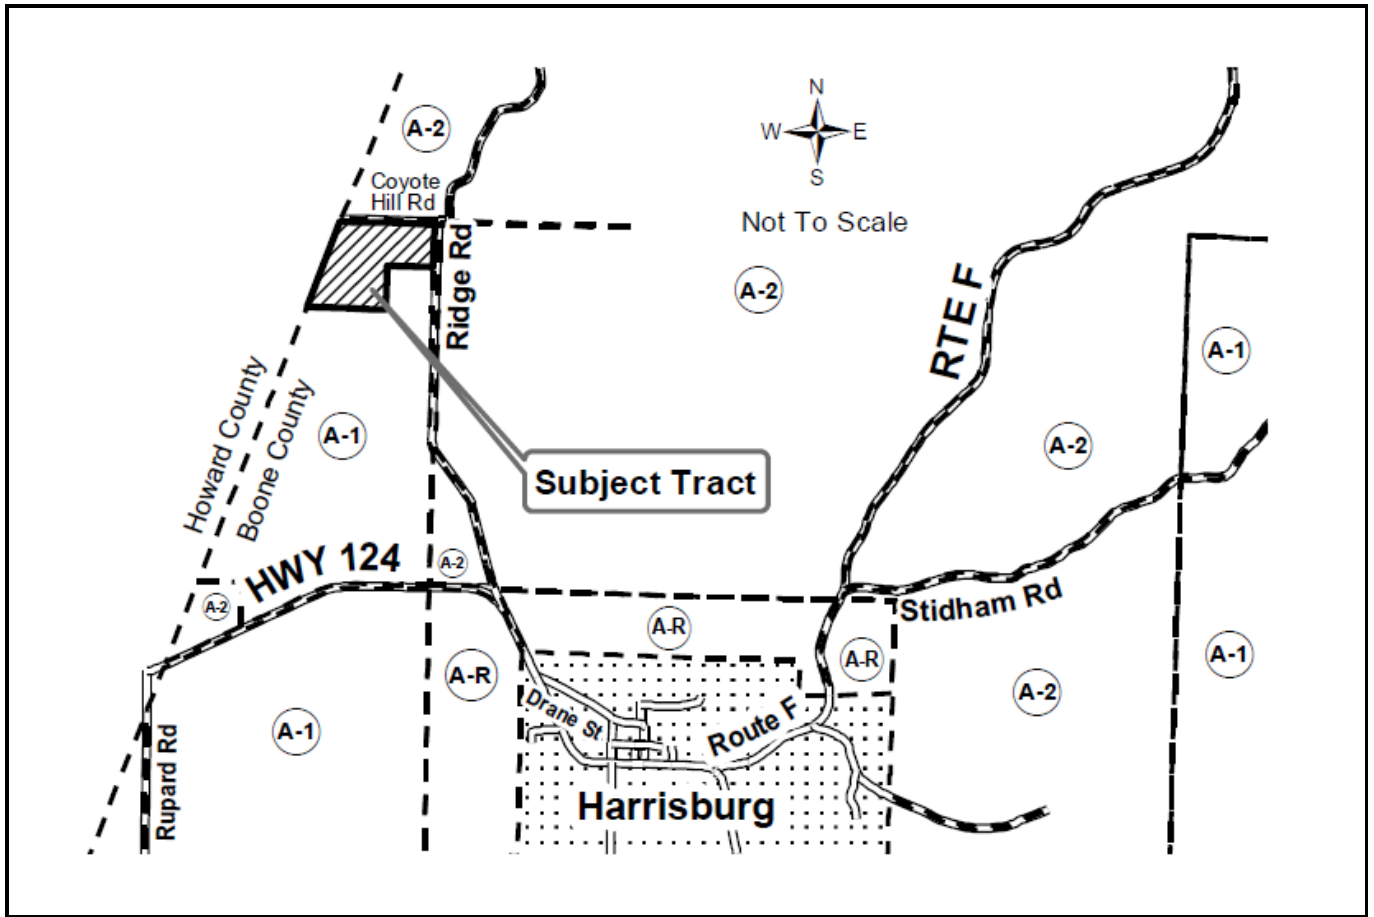 N
A-2
W
E
S
Coyote
Hill Rd
Not To Scale
Ridge Rd
A-2
RTE F
A-1
Howard County
Boone County
A-1
A-2
Subject Tract
HWY 124
A-2
A-2
Stidham Rd
A-R
A-R
A-R
A-1
A-2
Drane St
Route F
A-1
Rupard Rd
Harrisburg